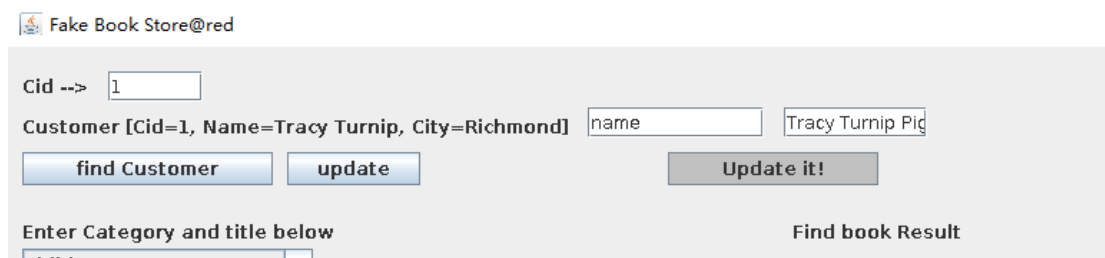 Fake Book Store@red
Cid --> 1
Customer [Cid=1, Name=Tracy Turnip, City=Richmond] name Tracy Turnip
find Customer update Update it!
Enter Category and title below Find book Result